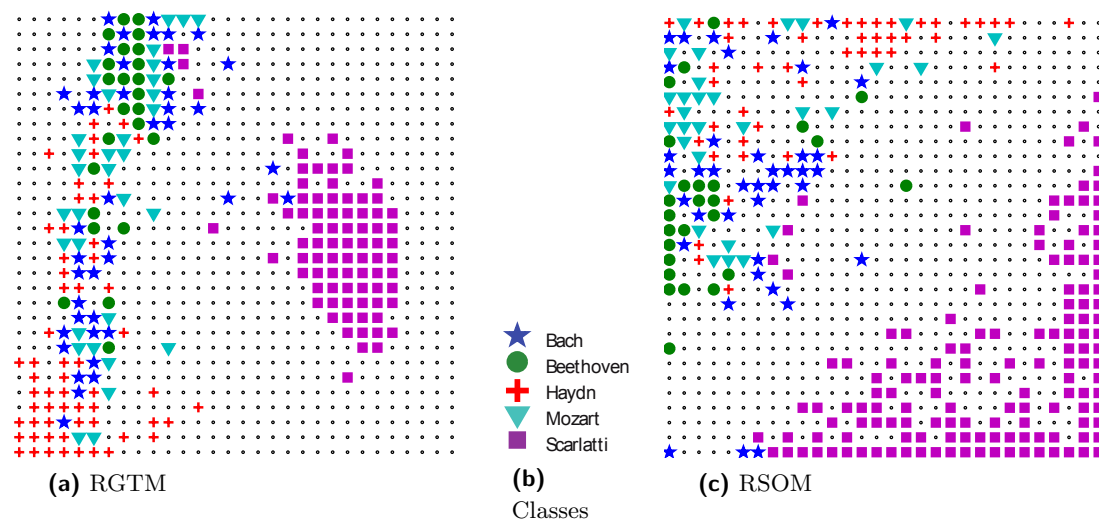 Bach
Beethoven
Haydn
Mozart
Scarlatti
(a) RGTM
(b)
Classes
(c) RSOM